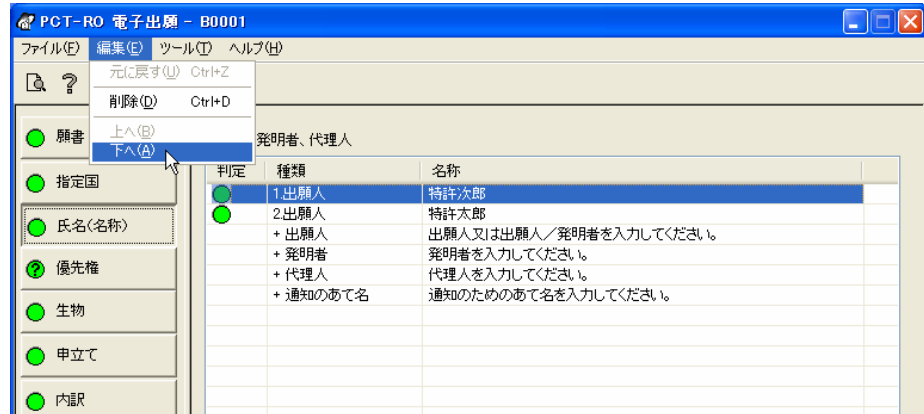 PCT-RO 電子出願 - B0001
ファイル(F) 編集(E) ツール(T) ヘルプ(H)
元に戻す(U) Ctrl+Z
削除(D) Ctrl+D
上へ(B)
下へ(A)
願書
発明者、代理人
判定 種類 名称
指定国
1.出願人 特許次郎
2.出願人 特許太郎
氏名(名称)
+ 出願人 出願人又は出願人／発明者を入力してください。
+ 発明者 発明者を入力してください。
優先権
+ 代理人 代理人を入力してください。
+ 通知のあて名 通知のためのあて名を入力してください。
生物
申立て
内訳